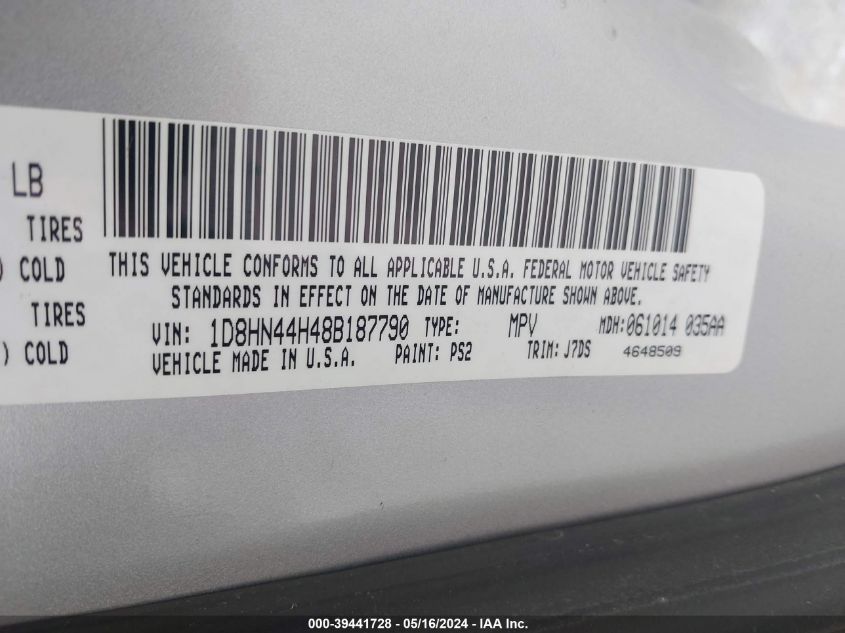 LB
TIRES
) COLD
TIRES
) COLD
THIS VEHICLE CONFORMS TO ALL APPLICABLE U.S.A. FEDERAL MOTOR VEHICLE SAFETY
STANDARDS IN EFFECT ON THE DATE OF MANUFACTURE SHOWN ABOVE.
VIN: 1D8HN44H48B187790 TYPE: MPV MDH:061014 035AA
VEHICLE MADE IN U.S.A. PAINT: PS2 TRIM: J7DS 4648509
000-39441728 - 05/16/2024 - IAA Inc.